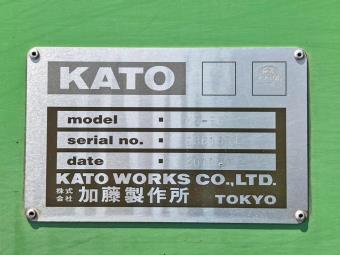 KATO
model
serial no.
date
KATO WORKS CO.,LTD.
株式会社 加藤製作所 TOKYO